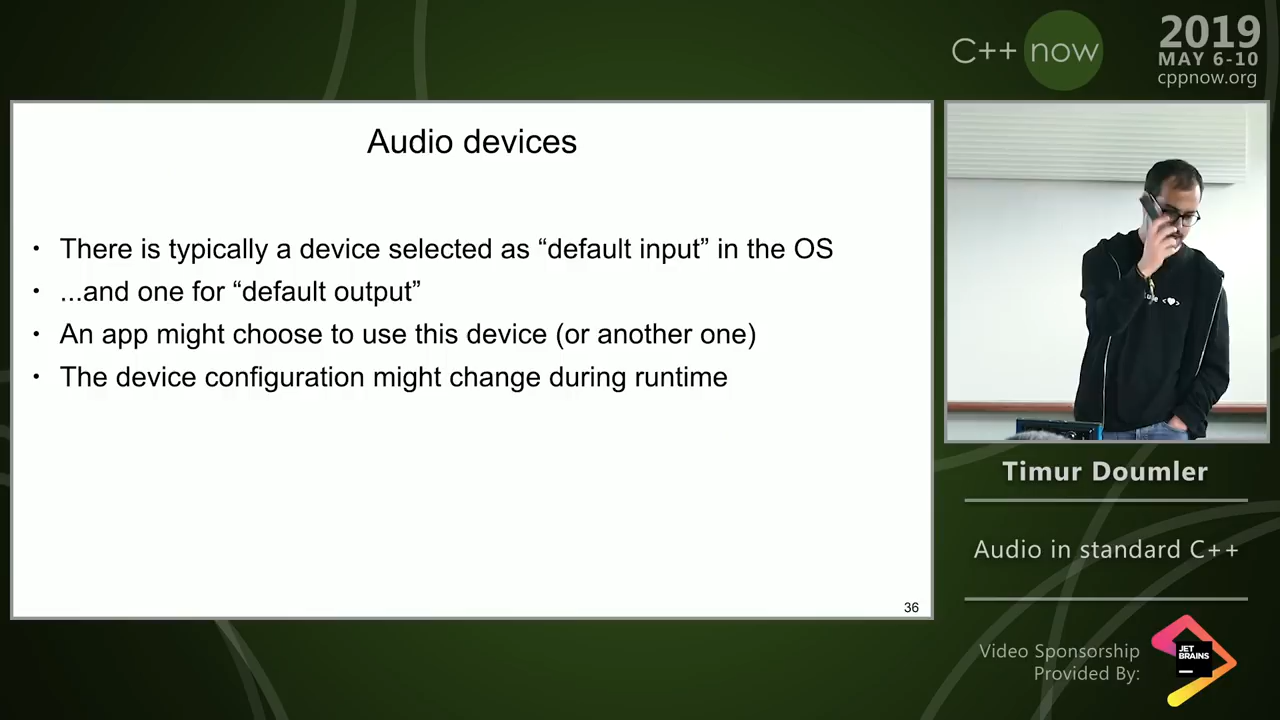 C++ now
2019
MAY 6-10
cppnow.org
Audio devices
• There is typically a device selected as “default input” in the OS
• ...and one for “default output”
• An app might choose to use this device (or another one)
• The device configuration might change during runtime
36
Timur Doumler
Audio in standard C++
Video Sponsorship
Provided By:
JET
BRAINS